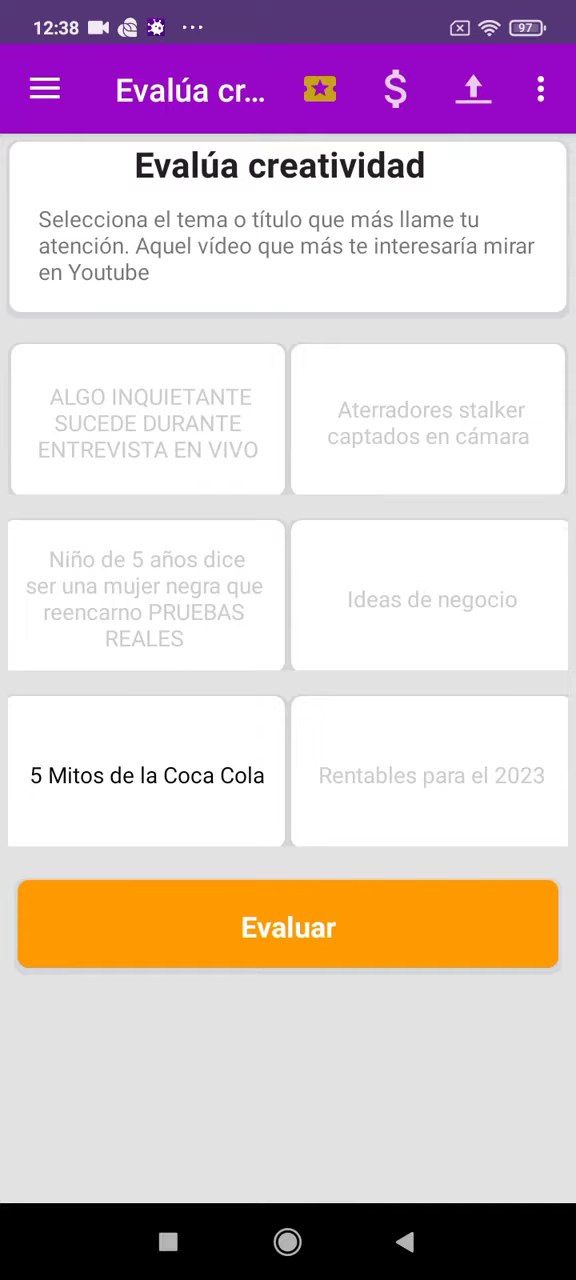 12:38
97
Evalúa cr...
Evalúa creatividad
Selecciona el tema o título que más llame tu
atención. Aquel vídeo que más te interesaría mirar
en Youtube
ALGO INQUIETANTE
SUCEDE DURANTE
ENTREVISTA EN VIVO
Aterradores stalker
captados en cámara
Niño de 5 años dice
ser una mujer negra que
reencarno PRUEBAS
REALES
Ideas de negocio
5 Mitos de la Coca Cola
Rentables para el 2023
Evaluar